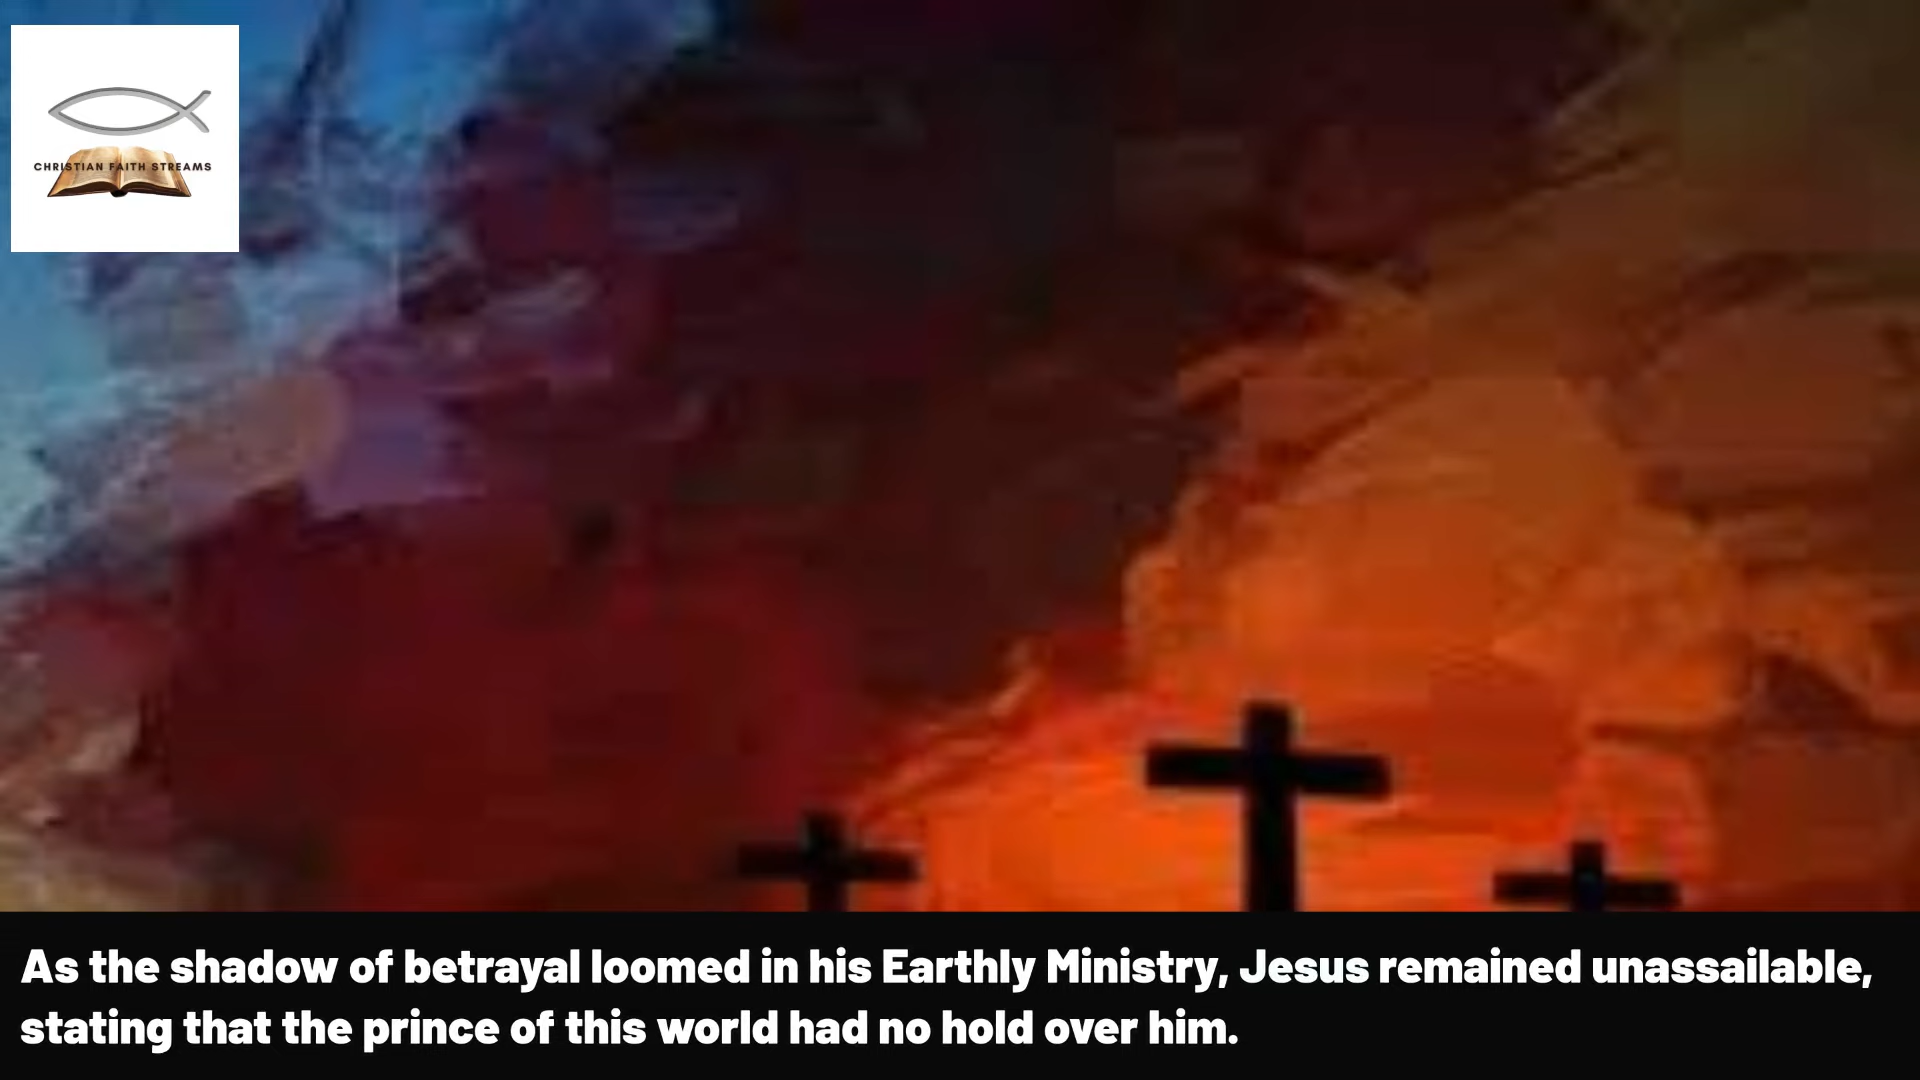 CHRISTIAN FAITH STREAMS
As the shadow of betrayal loomed in his Earthly Ministry, Jesus remained unassailable,
stating that the prince of this world had no hold over him.